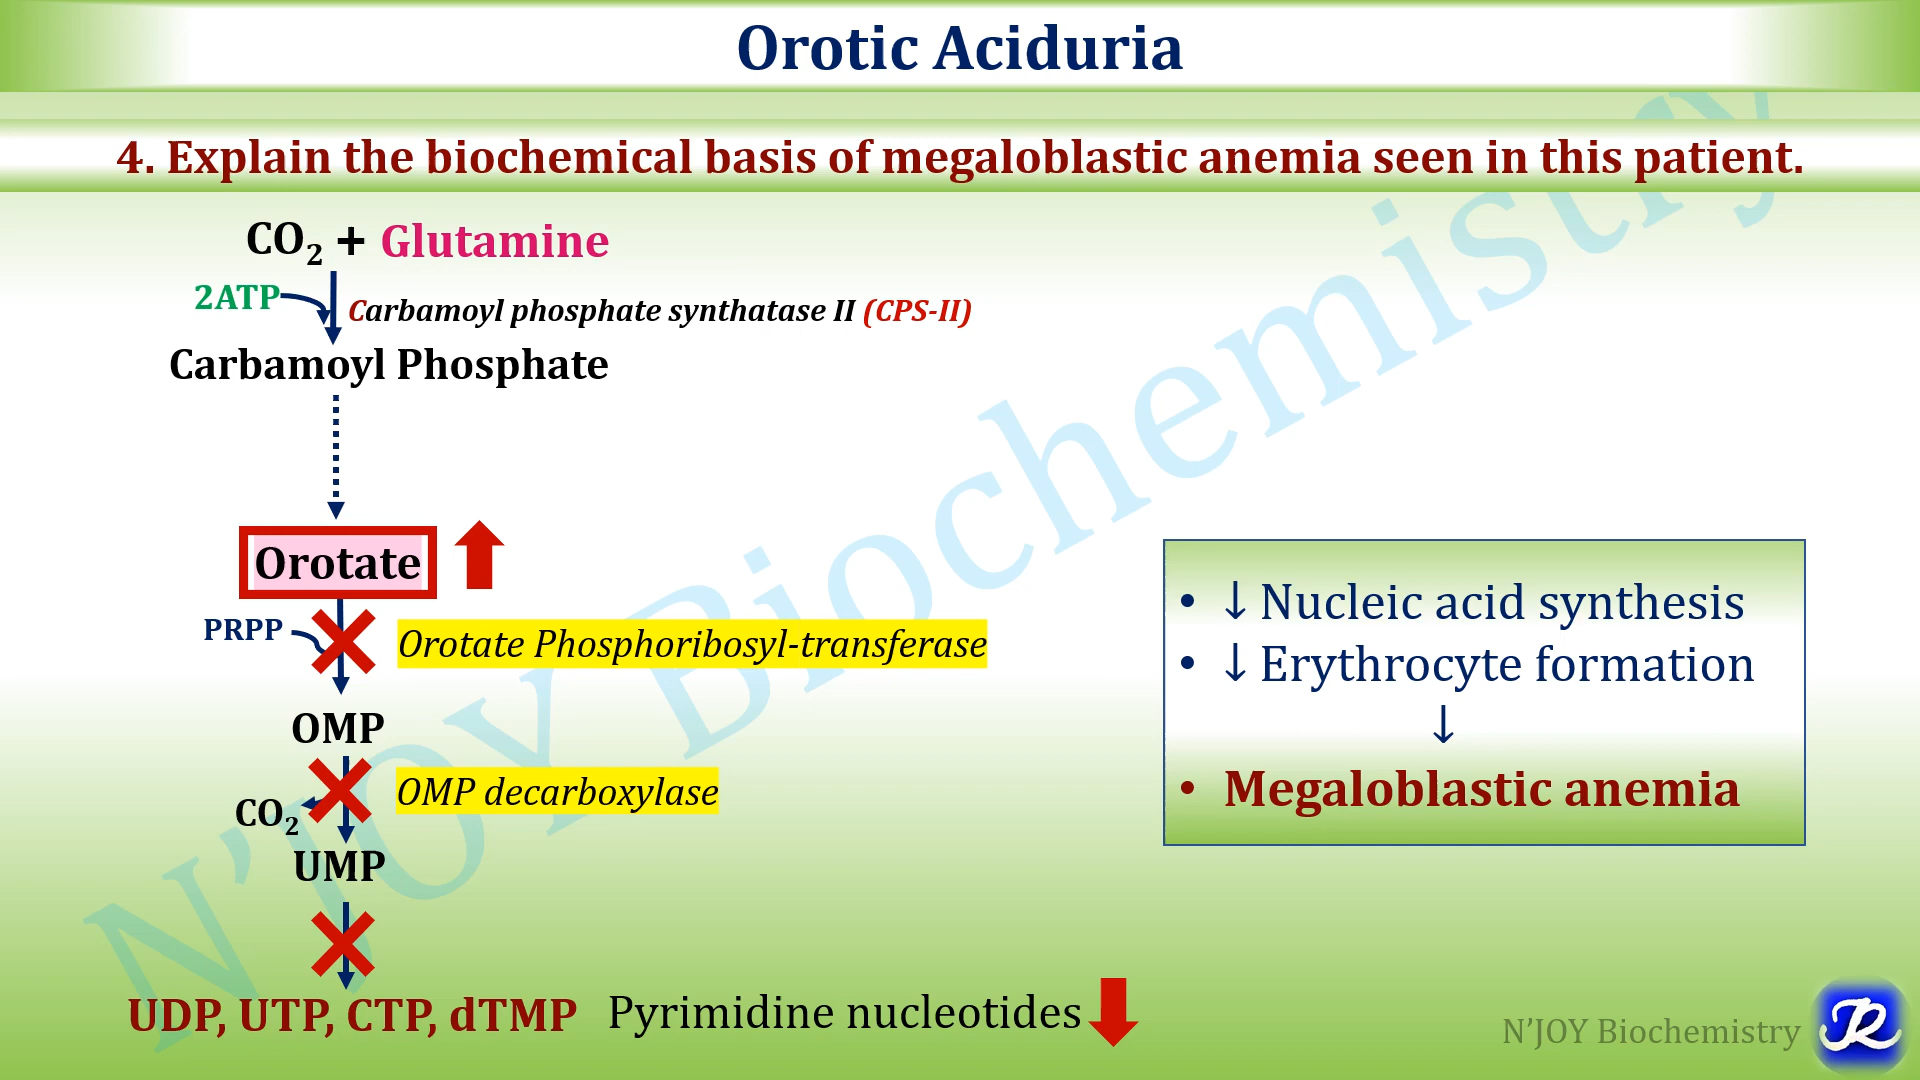 Orotic Aciduria
4. Explain the biochemical basis of megaloblastic anemia seen in this patient.
CO₂ + Glutamine
2ATP
Carbamoyl phosphate synthatase II (CPS-II)
Carbamoyl Phosphate
Orotate
PRPP
Orotate Phosphoribosyl-transferase
OMP
OMP decarboxylase
CO₂
UMP
UDP, UTP, CTP, dTMP
Pyrimidine nucleotides
• ↓ Nucleic acid synthesis
• ↓ Erythrocyte formation
↓
• Megaloblastic anemia
N'JOY Biochemistry
N'JOY Biochemistry
R